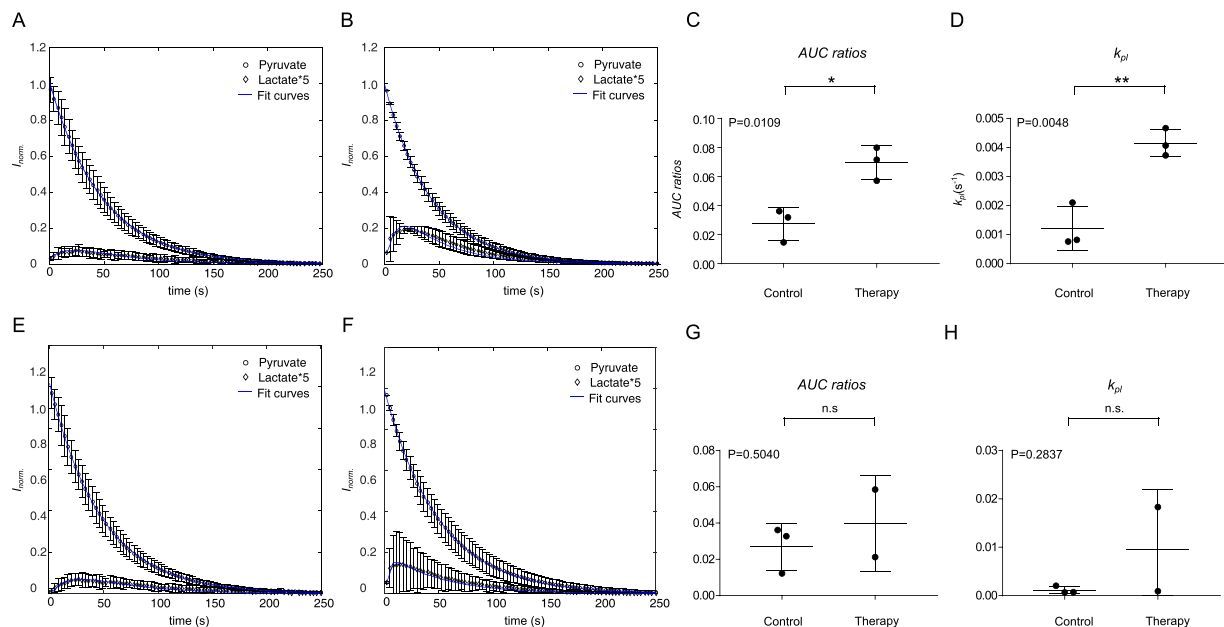 A
B
C
D
AUC ratios
k_pl
1.2
1.0
0.8
0.6
0.4
0.2
0
I_norm.
Pyruvate
Lactate*5
Fit curves
0 50 100 150 200 250
time (s)
1.2
1.0
0.8
0.6
0.4
0.2
0
I_norm.
Pyruvate
Lactate*5
Fit curves
0 50 100 150 200 250
time (s)
*
P=0.0109
0.10
0.08
0.06
0.04
0.02
0.00
AUC ratios
Control Therapy
**
P=0.0048
0.005
0.004
0.003
0.002
0.001
0.000
k_pl(s⁻¹)
Control Therapy
E
F
G
H
AUC ratios
k_pl
1.2
1.0
0.8
0.6
0.4
0.2
0
I_norm.
Pyruvate
Lactate*5
Fit curves
0 50 100 150 200 250
time (s)
1.2
1.0
0.8
0.6
0.4
0.2
0
I_norm.
Pyruvate
Lactate*5
Fit curves
0 50 100 150 200 250
time (s)
n.s
P=0.5040
0.08
0.06
0.04
0.02
0.00
Control Therapy
n.s.
P=0.2837
0.03
0.02
0.01
0.00
Control Therapy